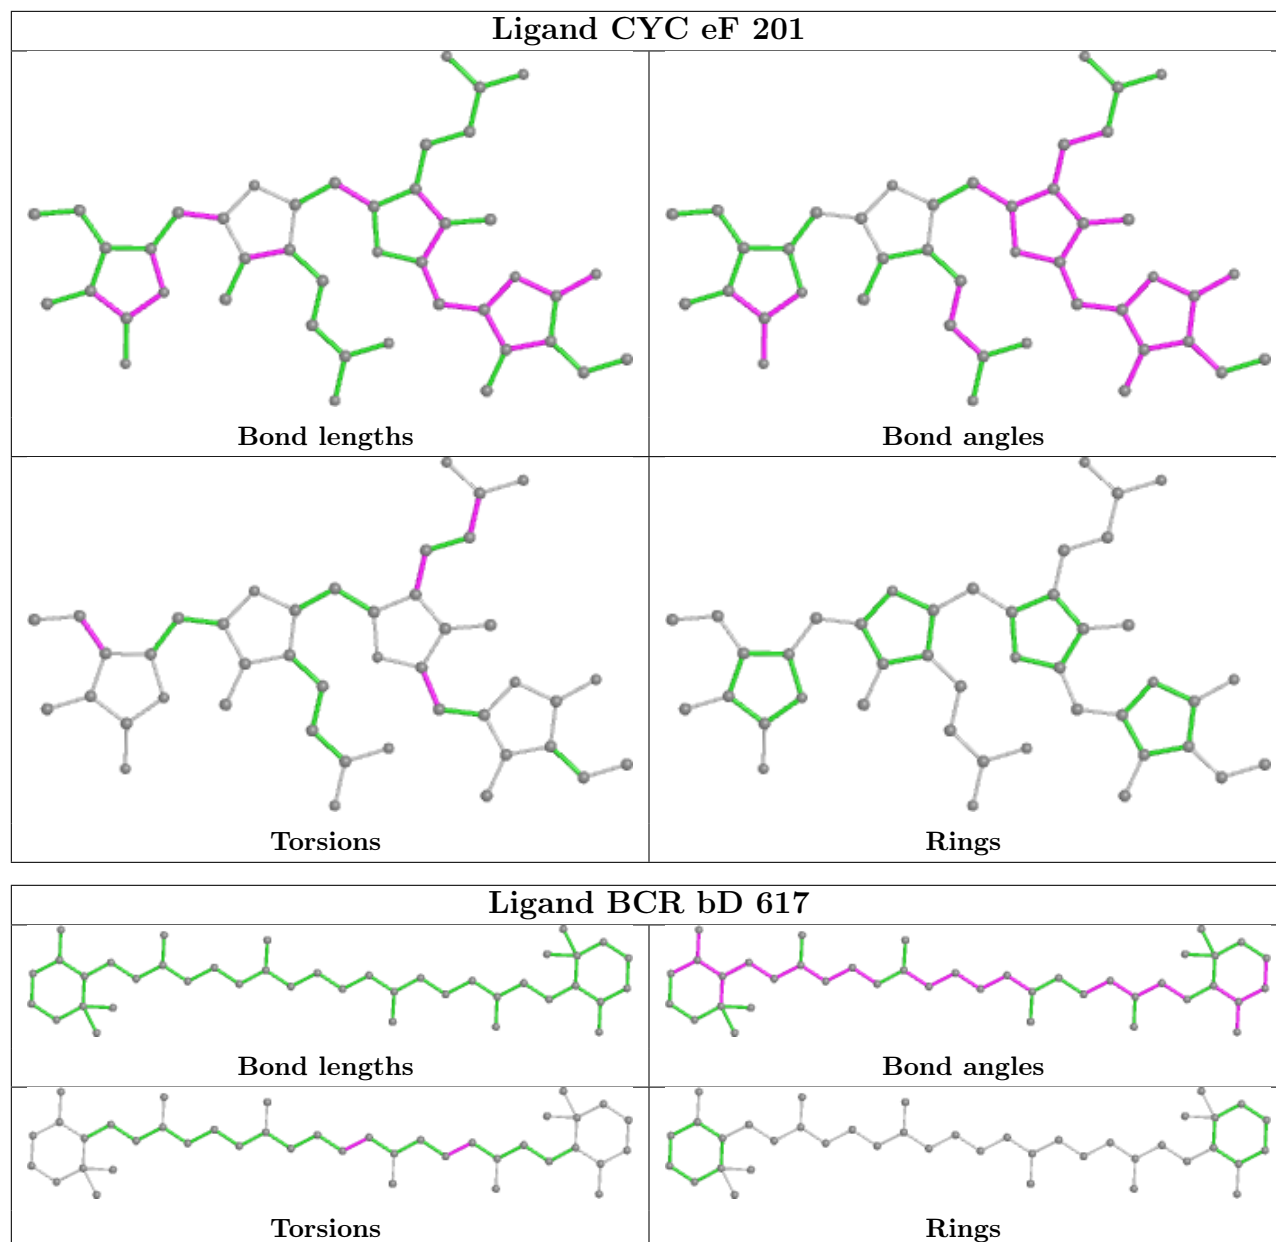 Ligand CYC eF 201
Bond lengths
Bond angles
Torsions
Rings
Ligand BCR bD 617
Bond lengths
Bond angles
Torsions
Rings